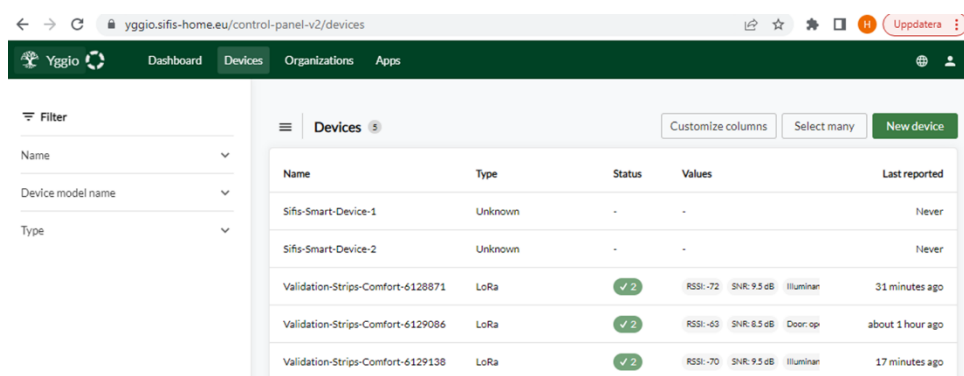 yggio.sifis-home.eu/control-panel-v2/devices H Uppdatera
Yggio Dashboard Devices Organizations Apps
Filter
Devices 5 Customize columns Select many New device
Name
Device model name
Type
Name Type Status Values Last reported
Sifis-Smart-Device-1 Unknown - - Never
Sifis-Smart-Device-2 Unknown - - Never
Validation-Strips-Comfort-6128871 LoRa ✓ 2 RSSI: -72 SNR: 9.5 dB Illuminan 31 minutes ago
Validation-Strips-Comfort-6129086 LoRa ✓ 2 RSSI: -63 SNR: 8.5 dB Door: op about 1 hour ago
Validation-Strips-Comfort-6129138 LoRa ✓ 2 RSSI: -70 SNR: 9.5 dB Illuminan 17 minutes ago